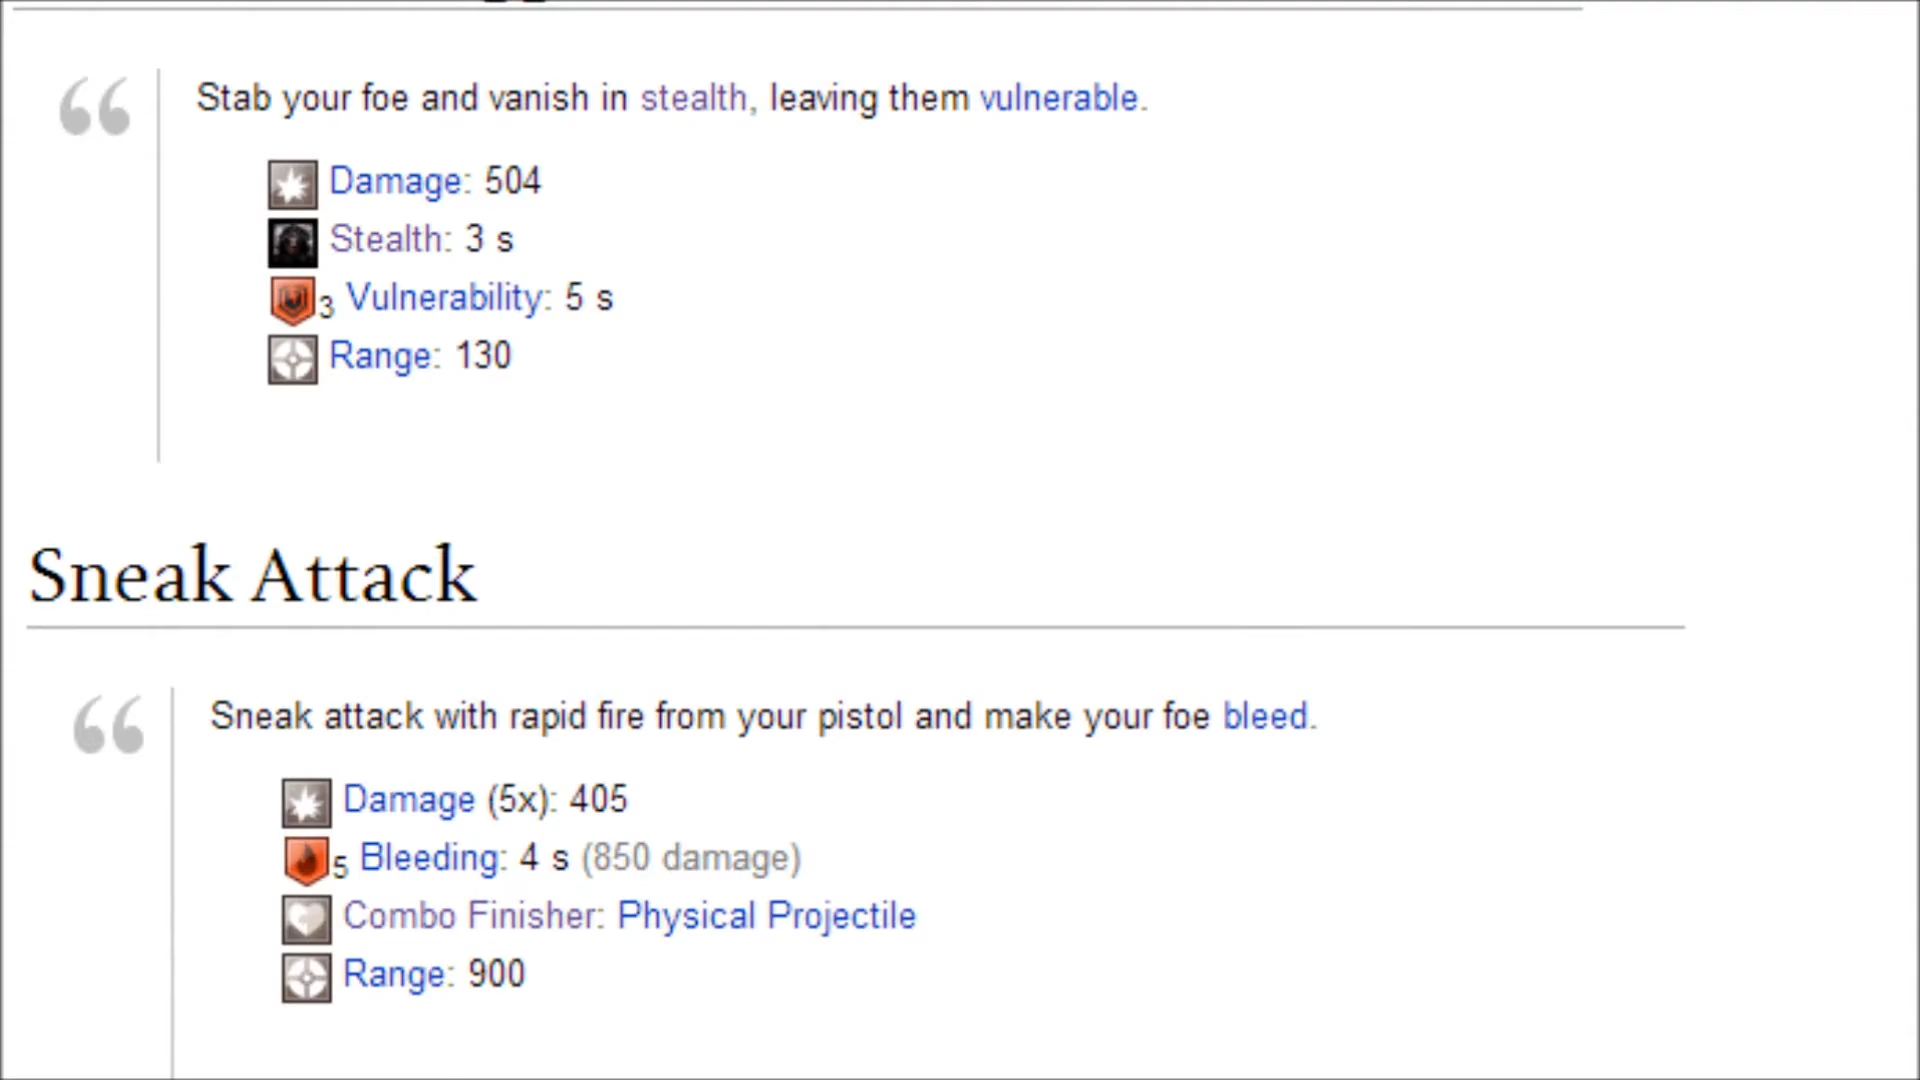 Stab your foe and vanish in stealth, leaving them vulnerable.
Damage: 504
Stealth: 3 s
3 Vulnerability: 5 s
Range: 130
Sneak Attack
Sneak attack with rapid fire from your pistol and make your foe bleed.
Damage (5x): 405
5 Bleeding: 4 s (850 damage)
Combo Finisher: Physical Projectile
Range: 900